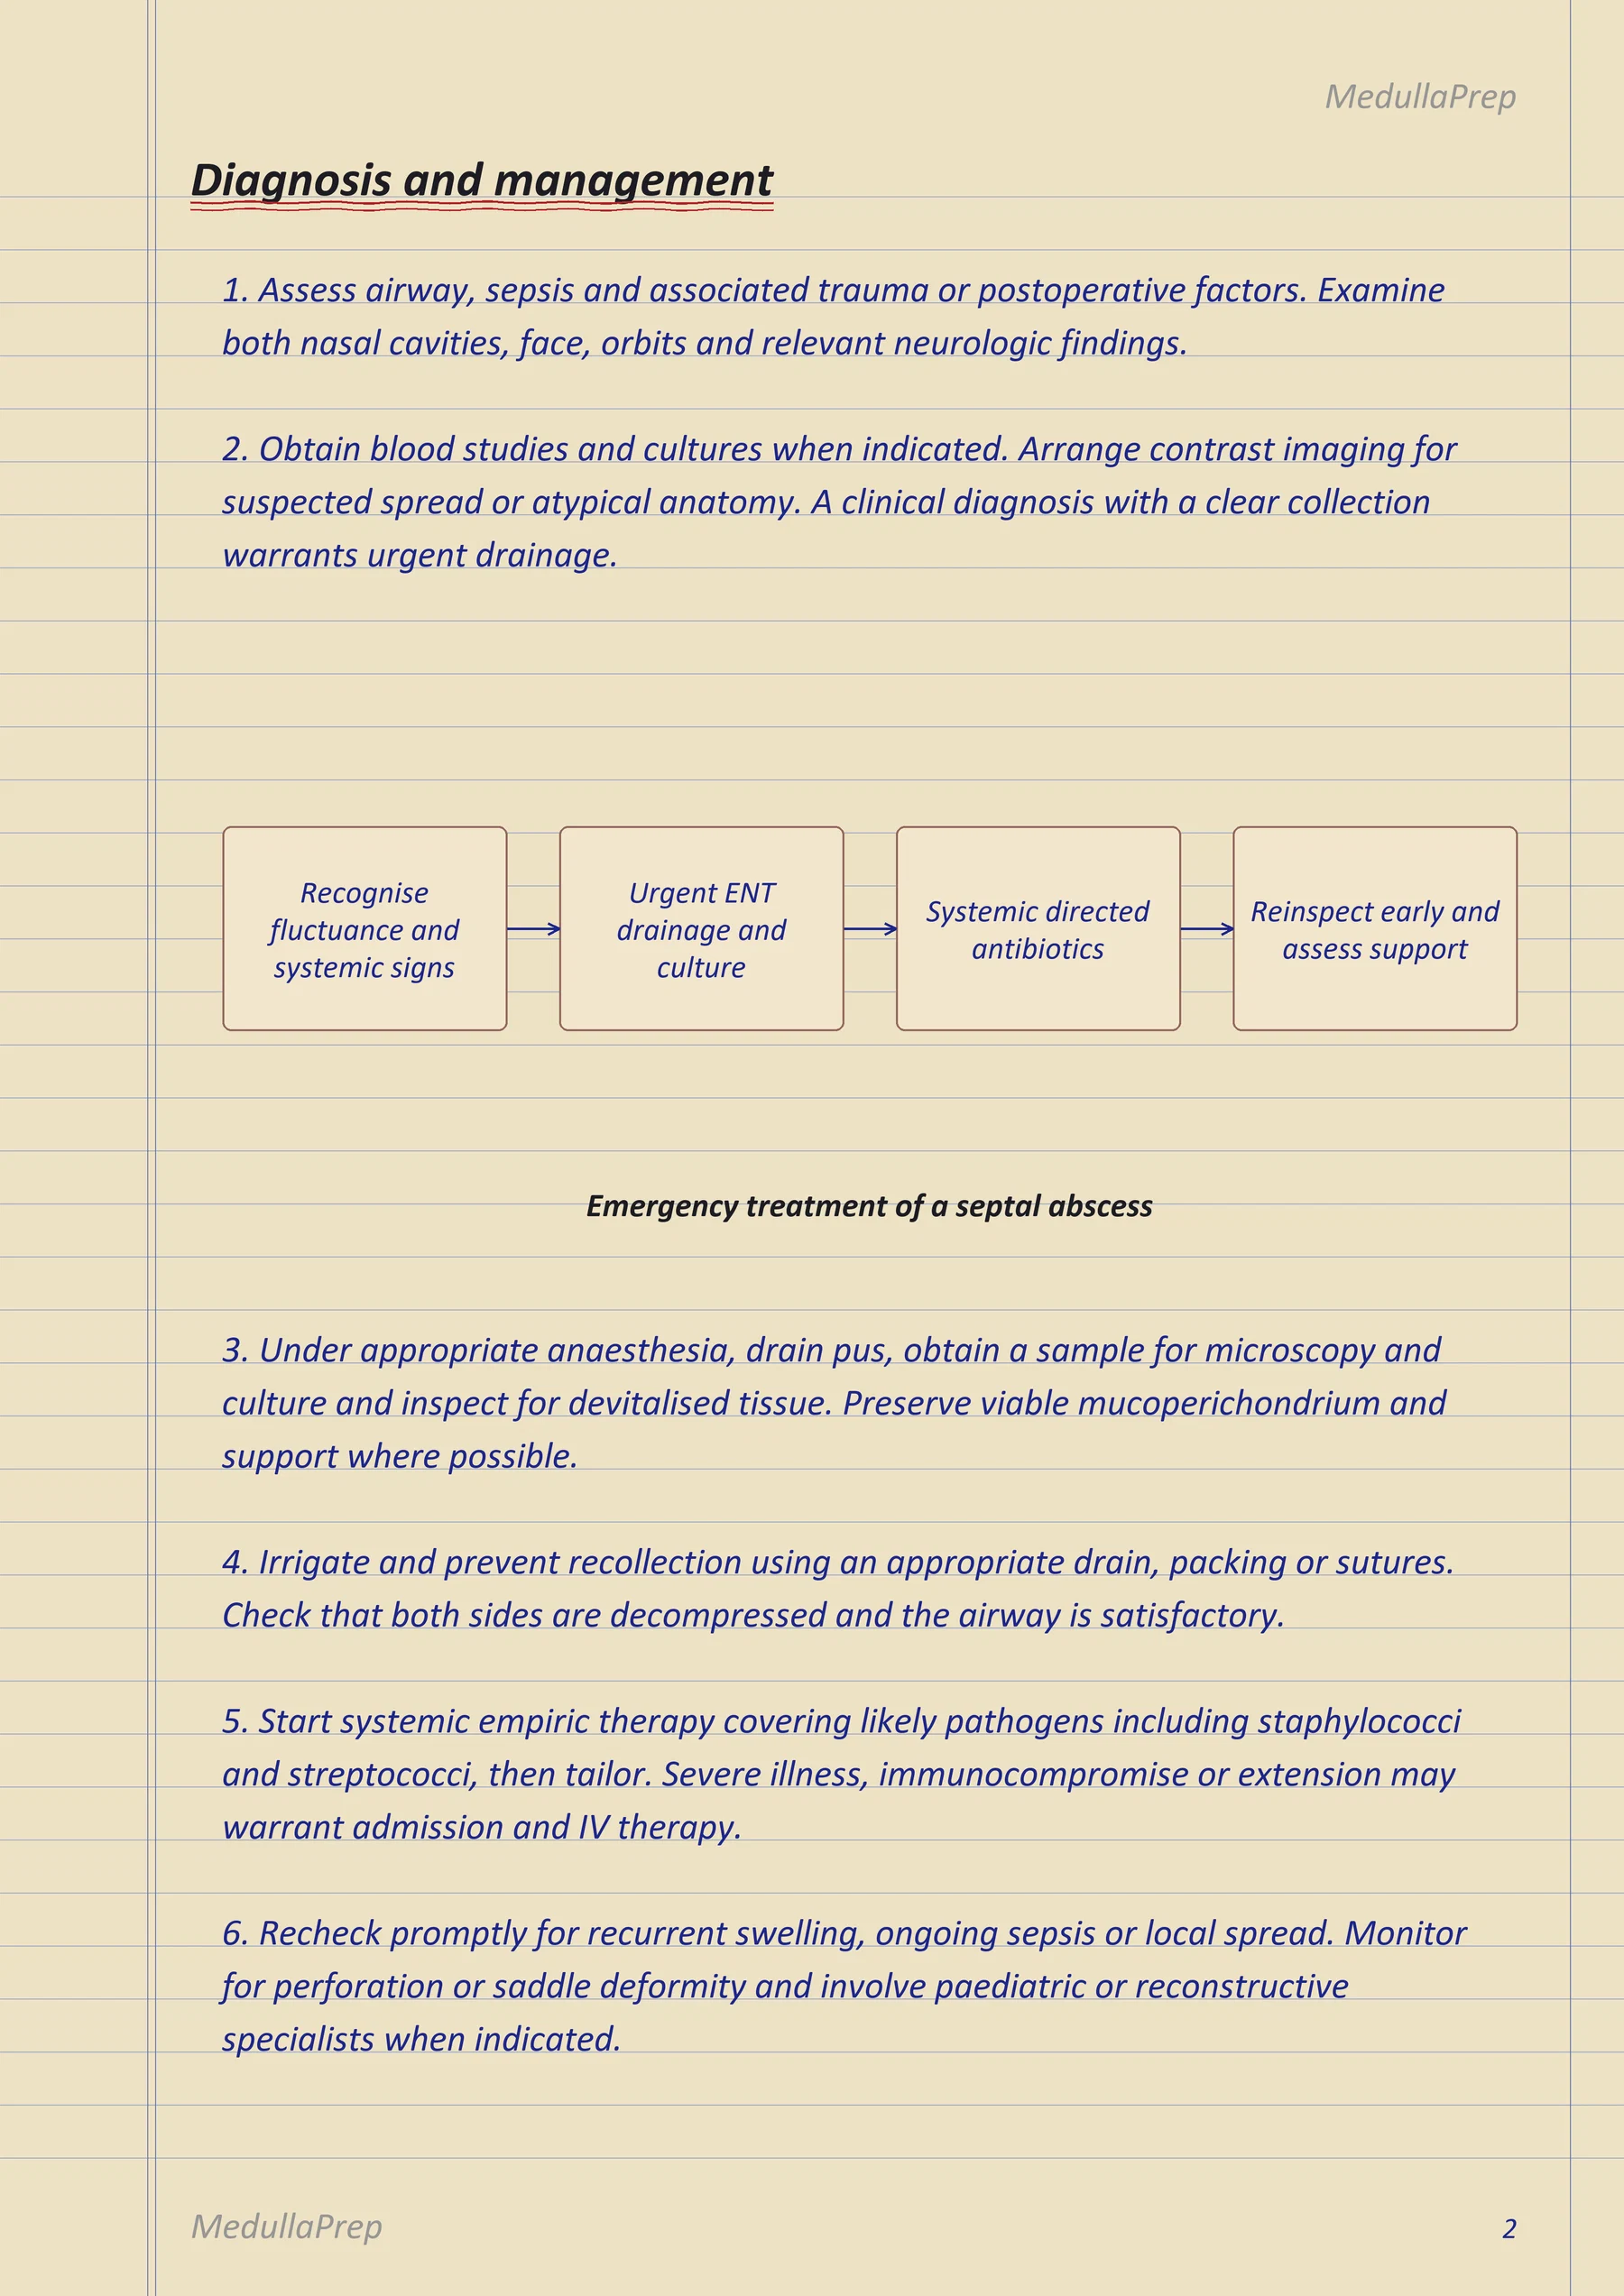 MedullaPrep
Diagnosis and management
1. Assess airway, sepsis and associated trauma or postoperative factors. Examine
both nasal cavities, face, orbits and relevant neurologic findings.
2. Obtain blood studies and cultures when indicated. Arrange contrast imaging for
suspected spread or atypical anatomy. A clinical diagnosis with a clear collection
warrants urgent drainage.
Recognise
fluctuance and
systemic signs
Urgent ENT
drainage and
culture
Systemic directed
antibiotics
Reinspect early and
assess support
Emergency treatment of a septal abscess
3. Under appropriate anaesthesia, drain pus, obtain a sample for microscopy and
culture and inspect for devitalised tissue. Preserve viable mucoperichondrium and
support where possible.
4. Irrigate and prevent recollection using an appropriate drain, packing or sutures.
Check that both sides are decompressed and the airway is satisfactory.
5. Start systemic empiric therapy covering likely pathogens including staphylococci
and streptococci, then tailor. Severe illness, immunocompromise or extension may
warrant admission and IV therapy.
6. Recheck promptly for recurrent swelling, ongoing sepsis or local spread. Monitor
for perforation or saddle deformity and involve paediatric or reconstructive
specialists when indicated.
MedullaPrep
2